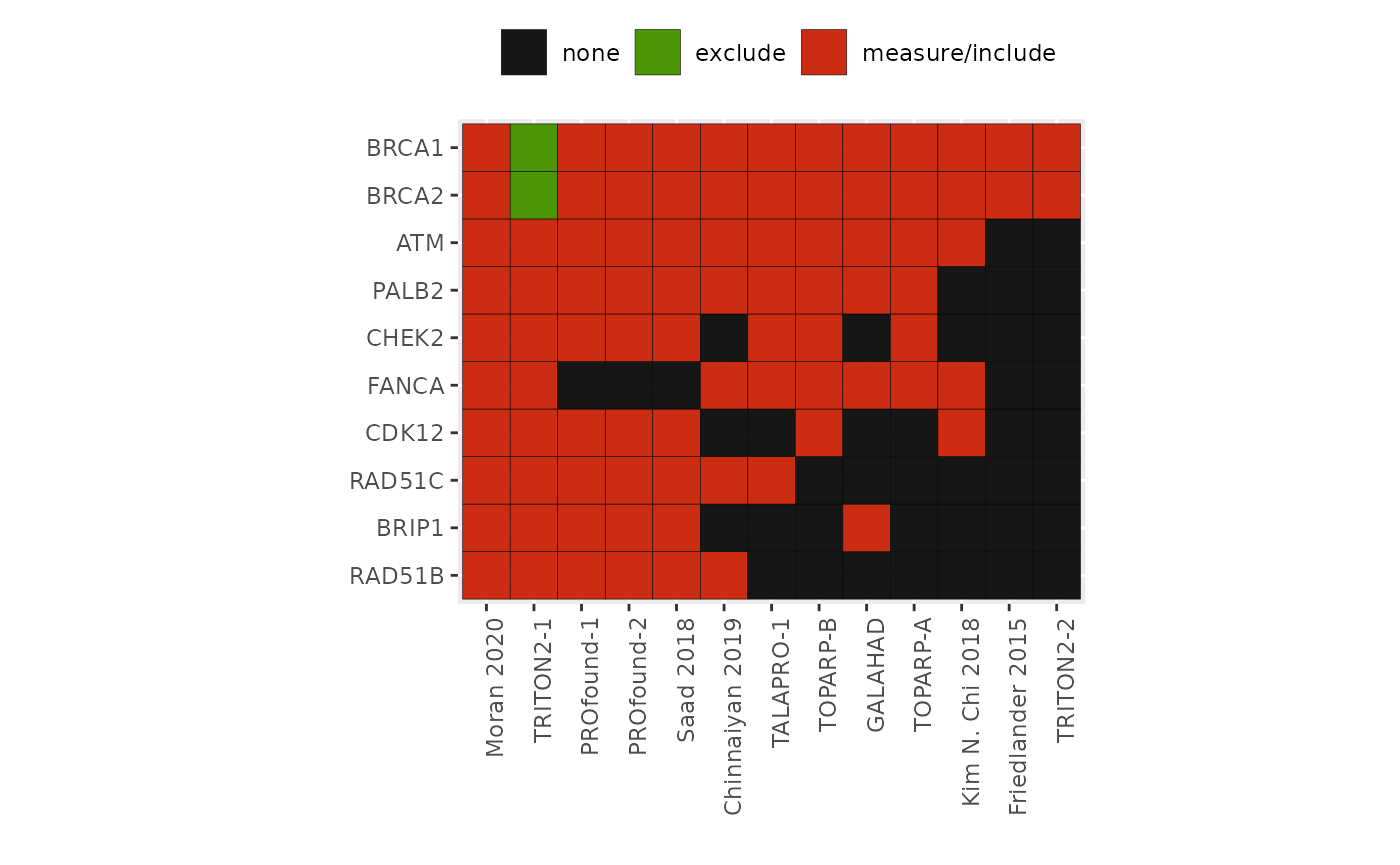 none exclude measure/include
BRCA1
BRCA2
ATM
PALB2
CHEK2
FANCA
CDK12
RAD51C
BRIP1
RAD51B
Moran 2020
TRITON2-1
PROfound-1
PROfound-2
Saad 2018
Chinnaiyan 2019
TALAPRO-1
TOPARP-B
GALAHAD
TOPARP-A
Kim N. Chi 2018
Friedlander 2015
TRITON2-2